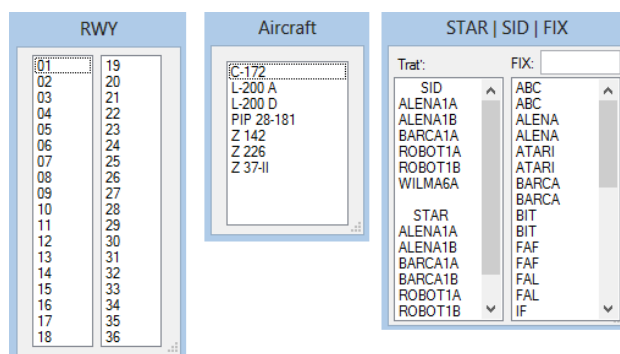 RWY
01
02
03
04
05
06
07
08
09
10
11
12
13
14
15
16
17
18
19
20
21
22
23
24
25
26
27
28
29
30
31
32
33
34
35
36
Aircraft
C-172
L-200 A
L-200 D
PIP 28-181
Z 142
Z 226
Z 37-II
STAR | SID | FIX
Trať:
FIX:
SID
ALENA1A
ALENA1B
BARCA1A
ROBOT1A
ROBOT1B
WILMA6A
STAR
ALENA1A
ALENA1B
BARCA1A
BARCA1B
ROBOT1A
ROBOT1B
ABC
ABC
ALENA
ALENA
ATARI
ATARI
BARCA
BARCA
BIT
BIT
FAF
FAF
FAL
FAL
IF